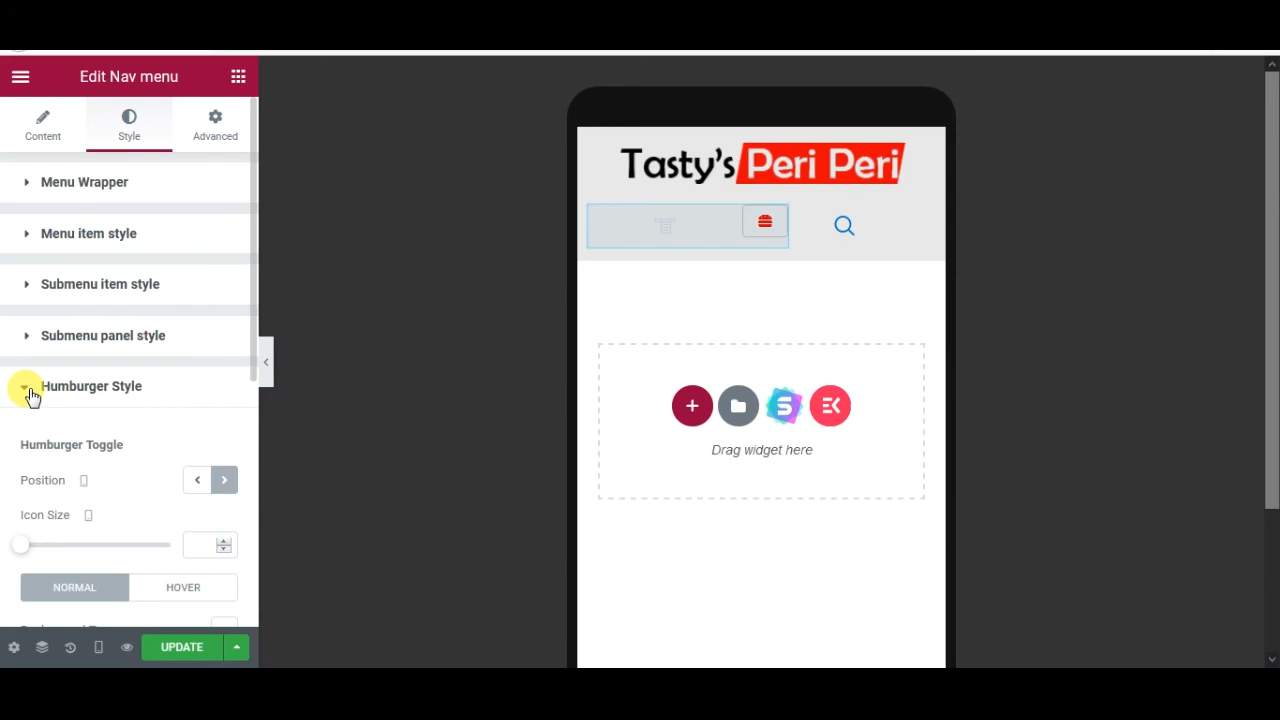 Edit Nav menu
Content
Style
Advanced
Menu Wrapper
Menu item style
Submenu item style
Submenu panel style
Humburger Style
Humburger Toggle
Position
Icon Size
NORMAL
HOVER
UPDATE
Tasty's Peri Peri
Drag widget here